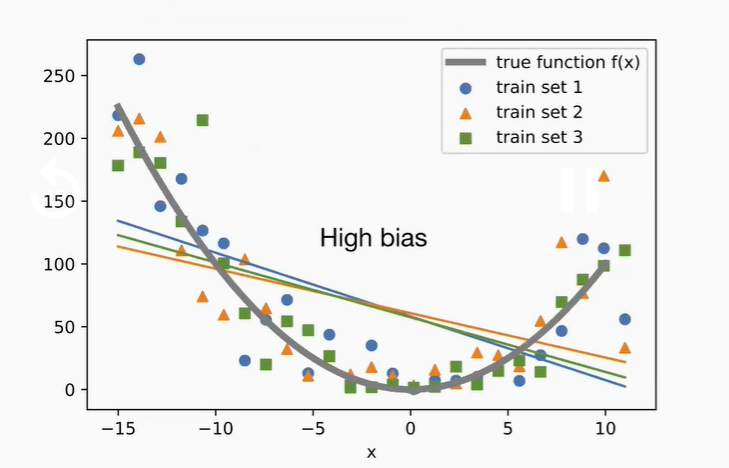 true function f(x)
train set 1
train set 2
train set 3
High bias
250
200
150
100
50
0
−15 −10 −5 0 5 10
x